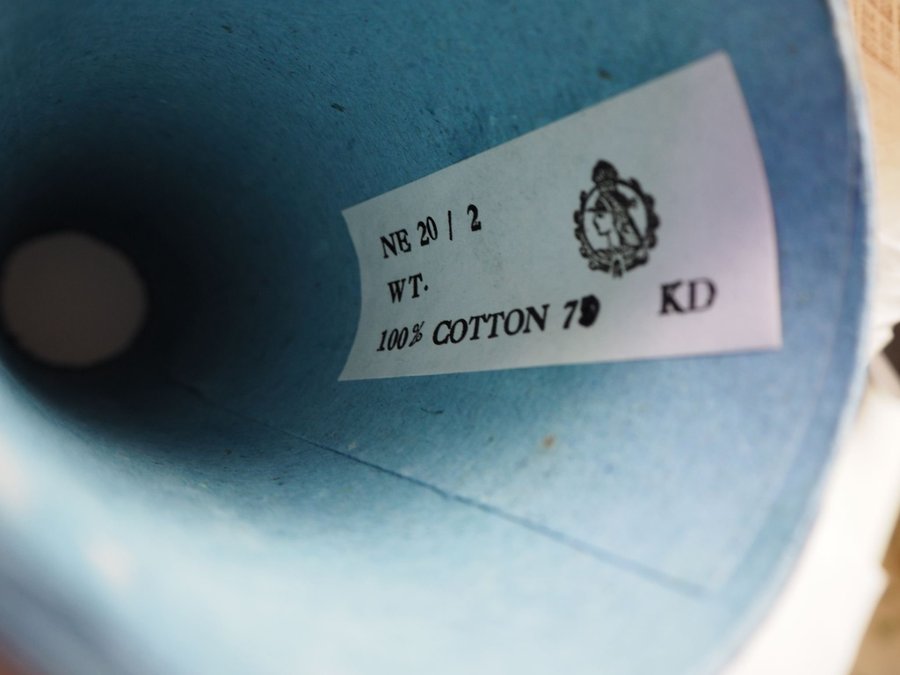 NE 20 / 2
WT.
100% COTTON
KD